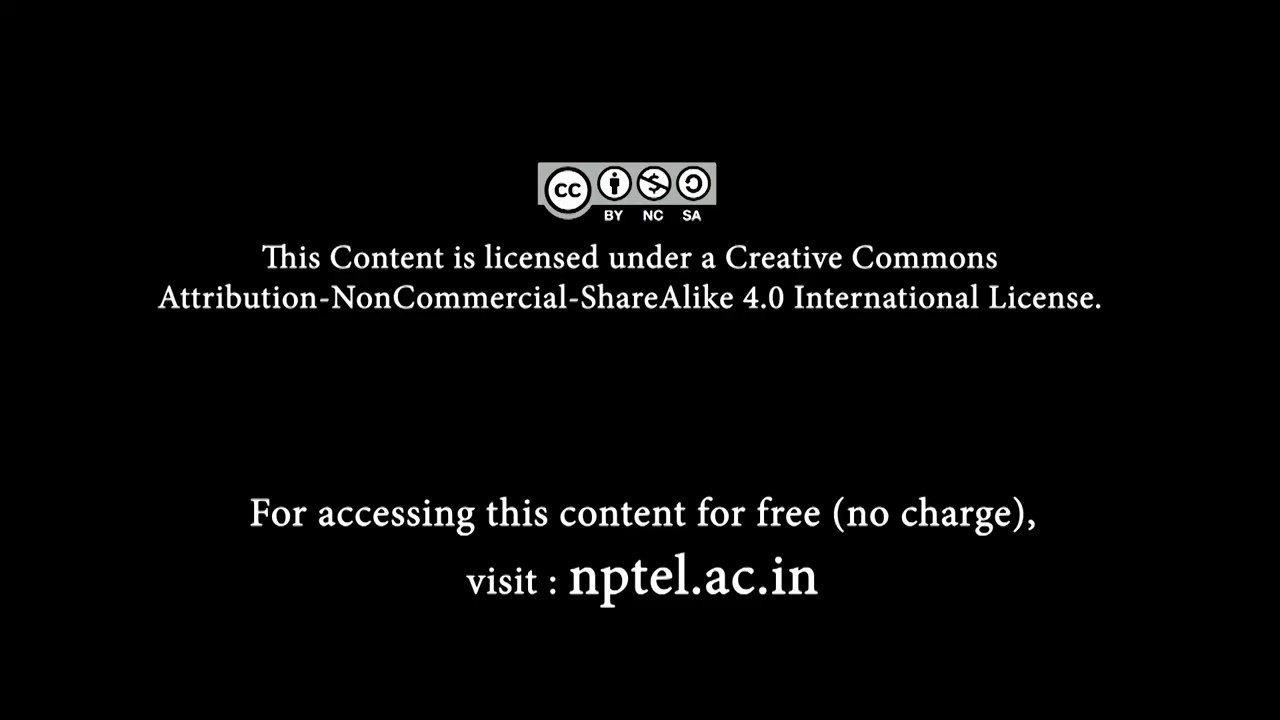 cc
BY NC SA
This Content is licensed under a Creative Commons
Attribution-NonCommercial-ShareAlike 4.0 International License.
For accessing this content for free (no charge),
visit : nptel.ac.in